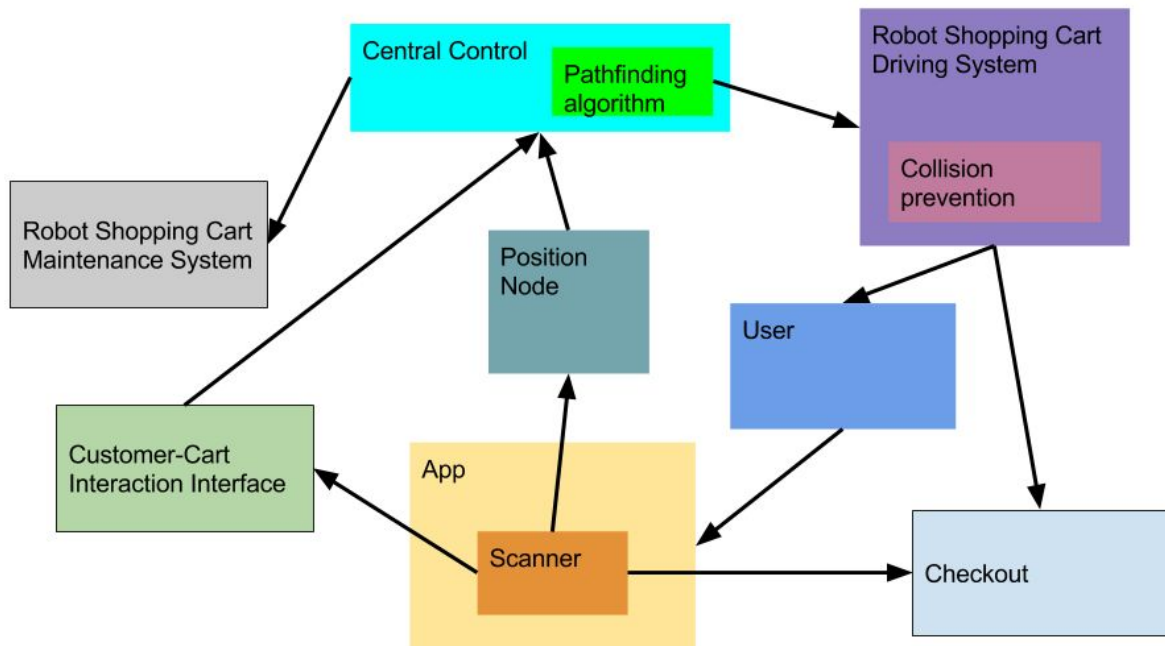 Central Control
Pathfinding
algorithm
Robot Shopping Cart
Driving System
Collision
prevention
Robot Shopping Cart
Maintenance System
Position
Node
User
Customer-Cart
Interaction Interface
App
Scanner
Checkout